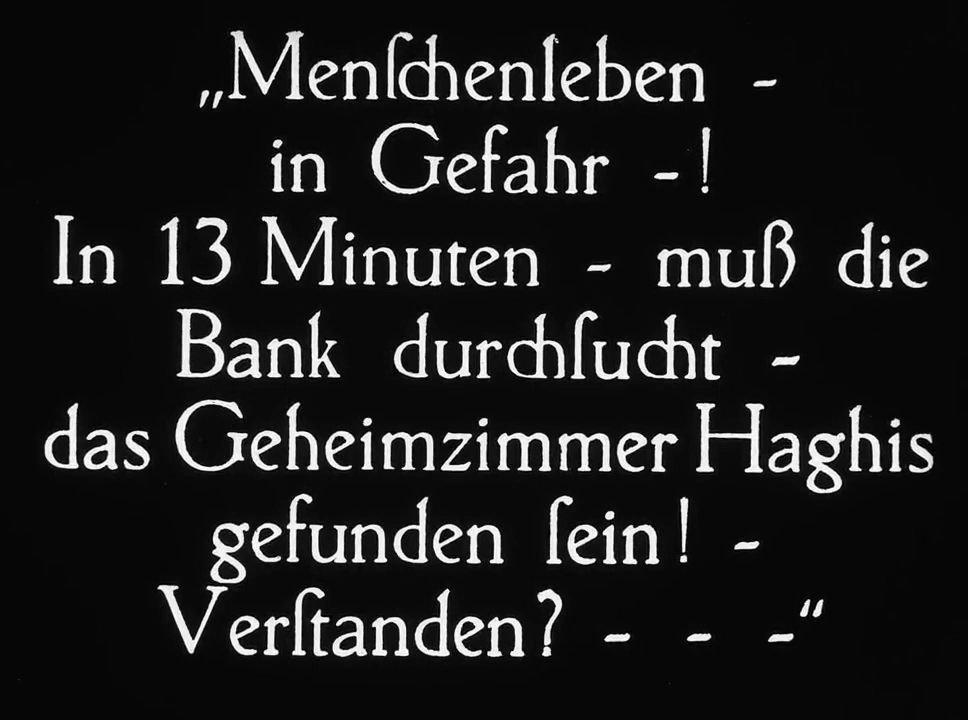 „Menſchenleben -
in Gefahr - !
In 13 Minuten - muß die
Bank durchſucht -
das Geheimzimmer Haghis
gefunden ſein! -
Verſtanden? - - -“